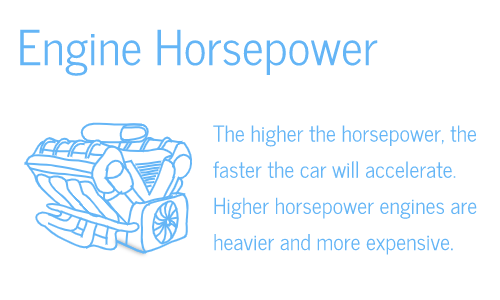 Engine Horsepower
The higher the horsepower, the
faster the car will accelerate.
Higher horsepower engines are
heavier and more expensive.